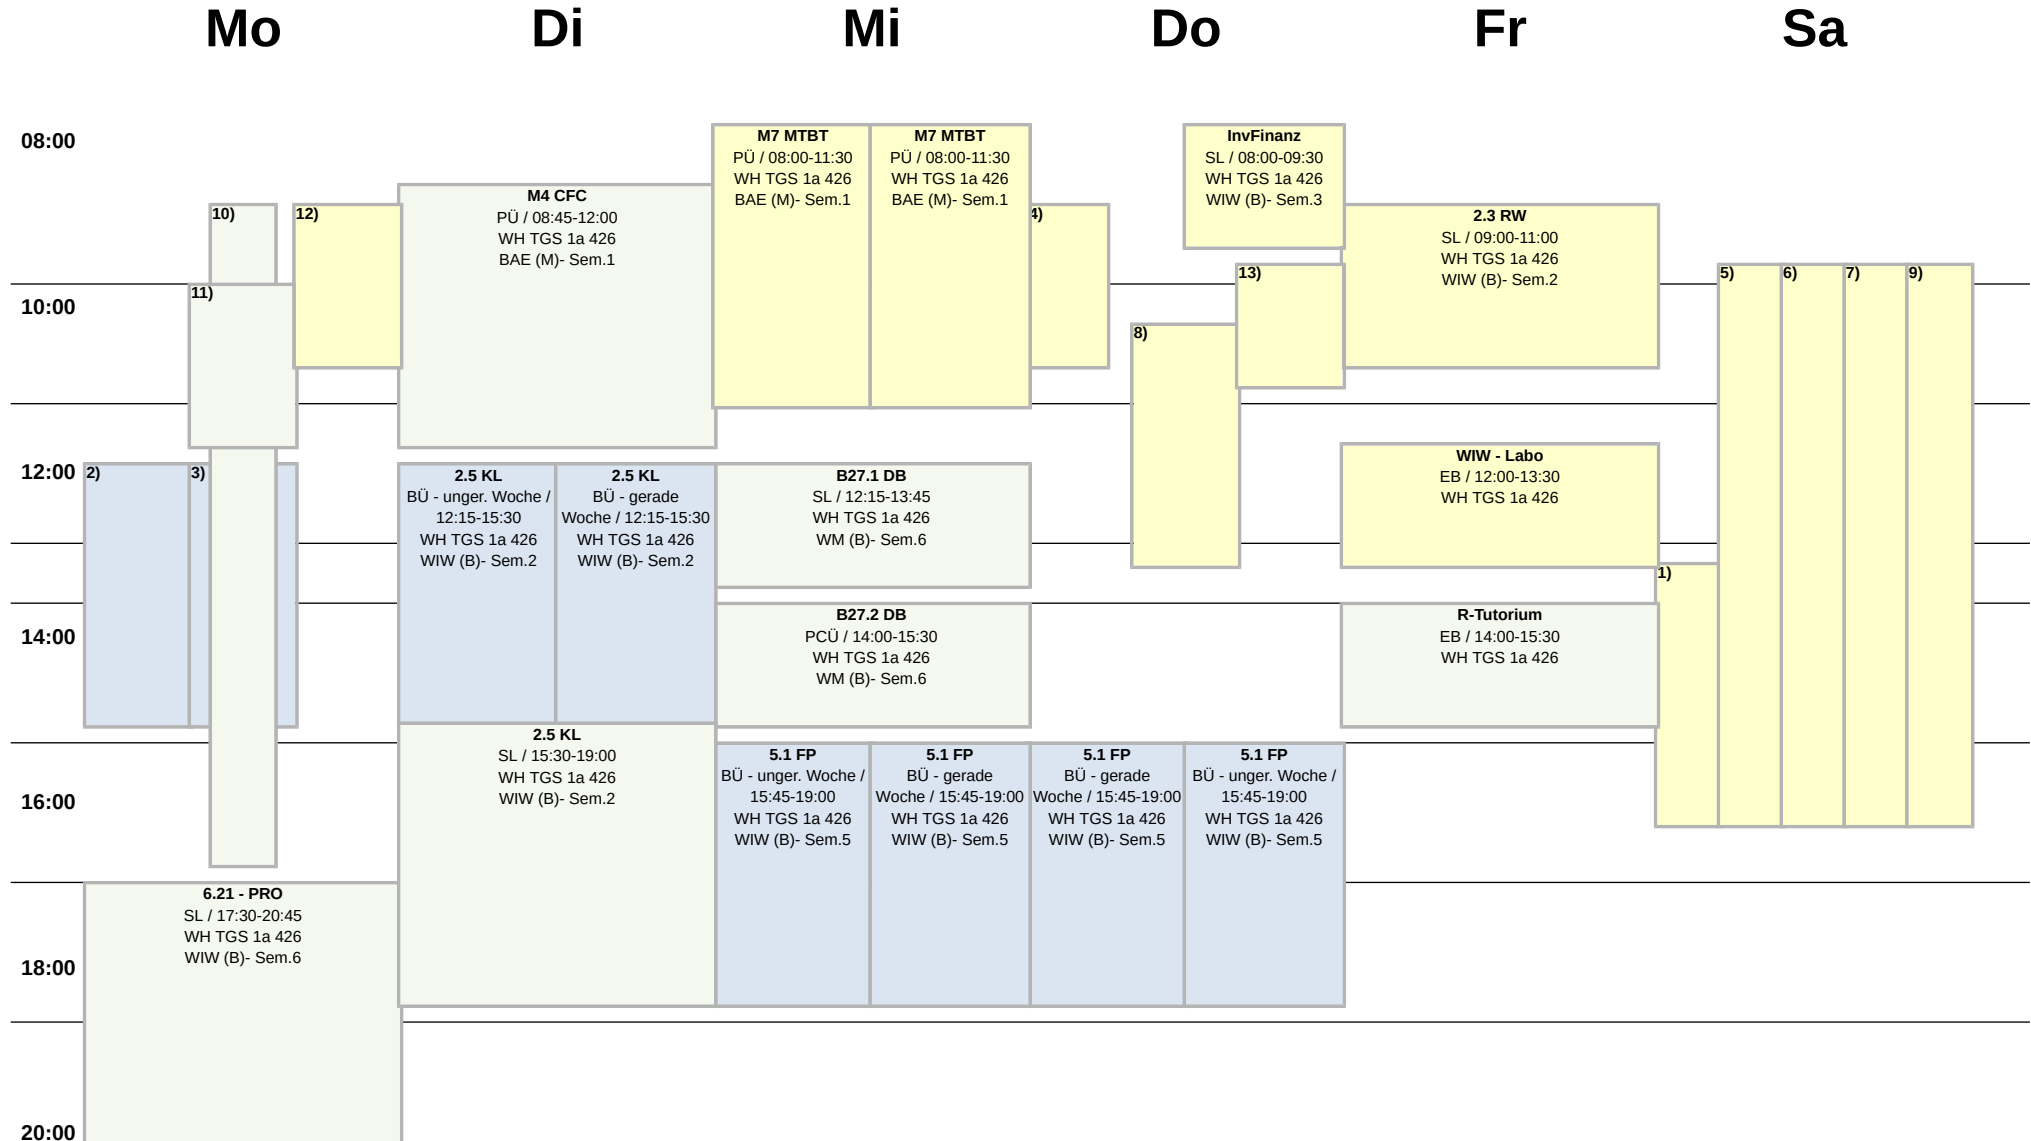 Mo Di Mi Do Fr Sa
08:00
10:00
12:00
14:00
16:00
18:00
20:00
10)
12)
11)
2)
3)
6.21 - PRO
SL / 17:30-20:45
WH TGS 1a 426
WIW (B)- Sem.6
M4 CFC
PÜ / 08:45-12:00
WH TGS 1a 426
BAE (M)- Sem.1
2.5 KL
BÜ - unger. Woche /
12:15-15:30
WH TGS 1a 426
WIW (B)- Sem.2
2.5 KL
BÜ - gerade
Woche / 12:15-15:30
WH TGS 1a 426
WIW (B)- Sem.2
2.5 KL
SL / 15:30-19:00
WH TGS 1a 426
WIW (B)- Sem.2
M7 MTBT
PÜ / 08:00-11:30
WH TGS 1a 426
BAE (M)- Sem.1
M7 MTBT
PÜ / 08:00-11:30
WH TGS 1a 426
BAE (M)- Sem.1
B27.1 DB
SL / 12:15-13:45
WH TGS 1a 426
WM (B)- Sem.6
B27.2 DB
PCÜ / 14:00-15:30
WH TGS 1a 426
WM (B)- Sem.6
5.1 FP
BÜ - unger. Woche /
15:45-19:00
WH TGS 1a 426
WIW (B)- Sem.5
5.1 FP
BÜ - gerade
Woche / 15:45-19:00
WH TGS 1a 426
WIW (B)- Sem.5
4)
InvFinanz
SL / 08:00-09:30
WH TGS 1a 426
WIW (B)- Sem.3
13)
8)
5.1 FP
BÜ - gerade
Woche / 15:45-19:00
WH TGS 1a 426
WIW (B)- Sem.5
5.1 FP
BÜ - unger. Woche /
15:45-19:00
WH TGS 1a 426
WIW (B)- Sem.5
2.3 RW
SL / 09:00-11:00
WH TGS 1a 426
WIW (B)- Sem.2
WIW - Labo
EB / 12:00-13:30
WH TGS 1a 426
R-Tutorium
EB / 14:00-15:30
WH TGS 1a 426
5)
6)
7)
9)
1)